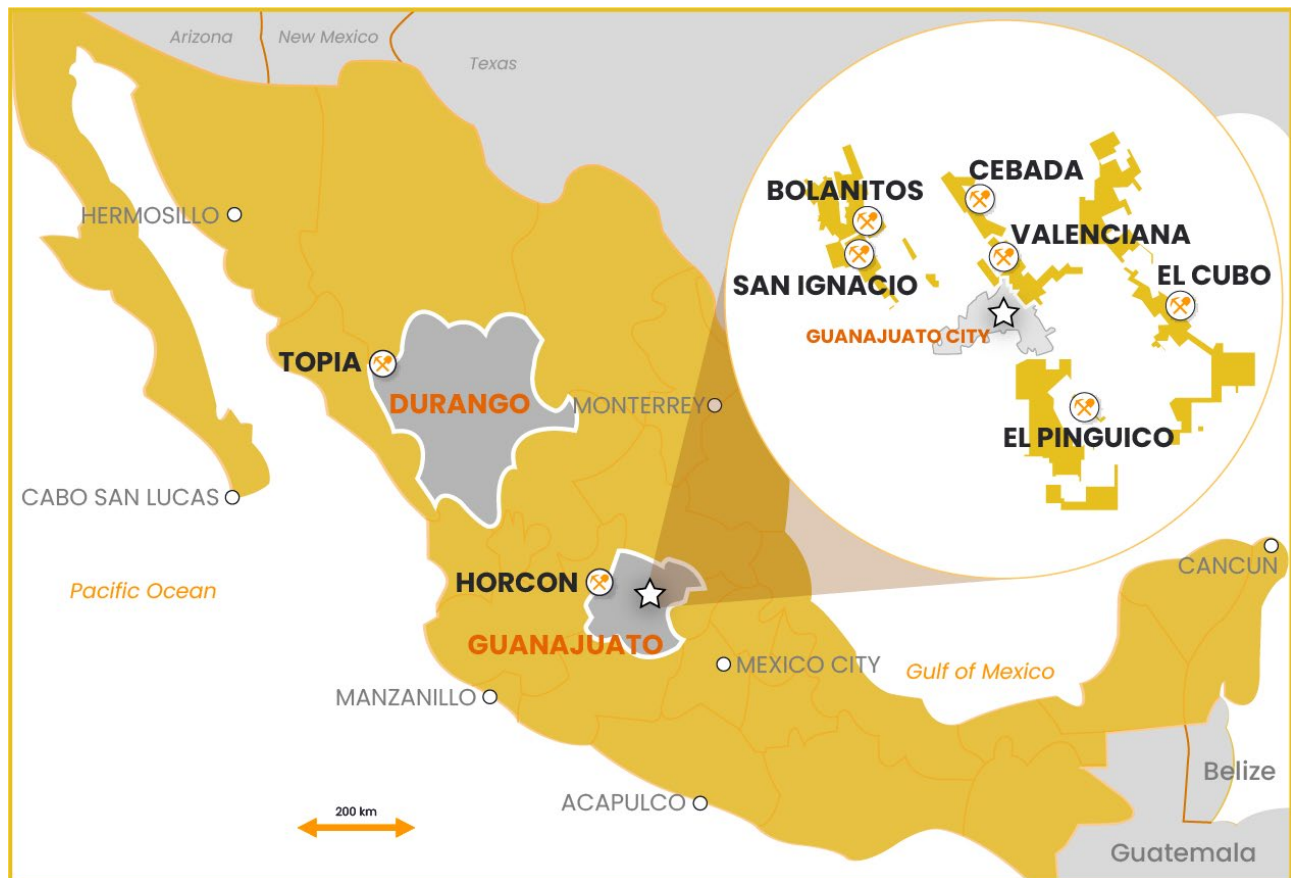 Arizona
New Mexico
Texas
HERMOSILLO
TOPIA
DURANGO
MONTERREY
CABO SAN LUCAS
Pacific Ocean
HORCON
GUANAJUATO
MEXICO CITY
MANZANILLO
ACAPULCO
200 km
Gulf of Mexico
CANCUN
Belize
Guatemala
BOLANITOS
CEBADA
VALENCIANA
SAN IGNACIO
EL CUBO
GUANAJUATO CITY
EL PINGUICO